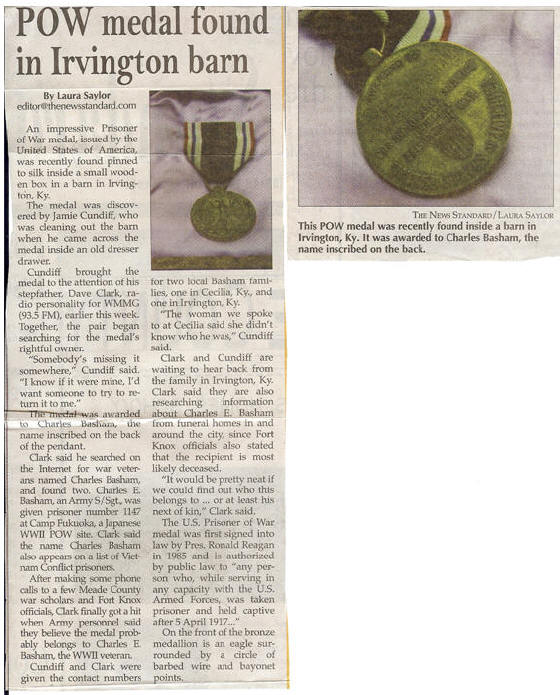 POW medal found
in Irvington barn
By Laura Saylor
editor@thenewsstandard.com
An impressive Prisoner
of War medal, issued by the
United States of America,
was recently found pinned
to silk inside a small wood-
en box in a barn in Irving-
ton, Ky.
The medal was discov-
ered by Jamie Cundiff, who
was cleaning out the barn
when he came across the
medal inside an old dresser
drawer.
Cundiff brought the
medal to the attention of his
stepfather, Dave Clark, ra-
dio personality for WMMG
(93.5 FM), earlier this week.
Together, the pair began
searching for the medal's
rightful owner.
"Somebody's missing it
somewhere," Cundiff said.
"I know if it were mine, I'd
want someone to try to re-
turn it to me."
The medal was awarded
to Charles Basham, the
name inscribed on the back
of the pendant.
Clark said he searched on
the Internet for war veter-
ans named Charles Basham,
and found two. Charles E.
Basham, an Army S/Sgt., was
given prisoner number 1147
at Camp Fukuoka, a Japanese
WWII POW site. Clark said
the name Charles Basham
also appears on a list of Viet-
nam Conflict prisoners.
After making some phone
calls to a few Meade County
war scholars and Fort Knox
officials, Clark finally got a hit
when Army personnel said
they believe the medal prob-
ably belongs to Charles E.
Basham, the WWII veteran.
Cundiff and Clark were
given the contact numbers
for two local Basham fami-
lies, one in Cecilia, Ky., and
one in Irvington, Ky.
"The woman we spoke
to at Cecilia said she didn't
know who he was," Cundiff
said.
Clark and Cundiff are
waiting to hear back from
the family in Irvington, Ky.
Clark said they are also
researching information
about Charles E. Basham
from funeral homes in and
around the city, since Fort
Knox officials also stated
that the recipient is most
likely deceased.
"It would be pretty neat if
we could find out who this
belongs to ... or at least his
next of kin," Clark said.
The U.S. Prisoner of War
medal was first signed into
law by Pres. Ronald Reagan
in 1985 and is authorized
by public law to "any per-
son who, while serving in
any capacity with the U.S.
Armed Forces, was taken
prisoner and held captive
after 5 April 1917..."
On the front of the bronze
medallion is an eagle sur-
rounded by a circle of
barbed wire and bayonet
points.
THE NEWS STANDARD/LAURA SAYLOR
This POW medal was recently found inside a barn in
Irvington, Ky. It was awarded to Charles Basham, the
name inscribed on the back.